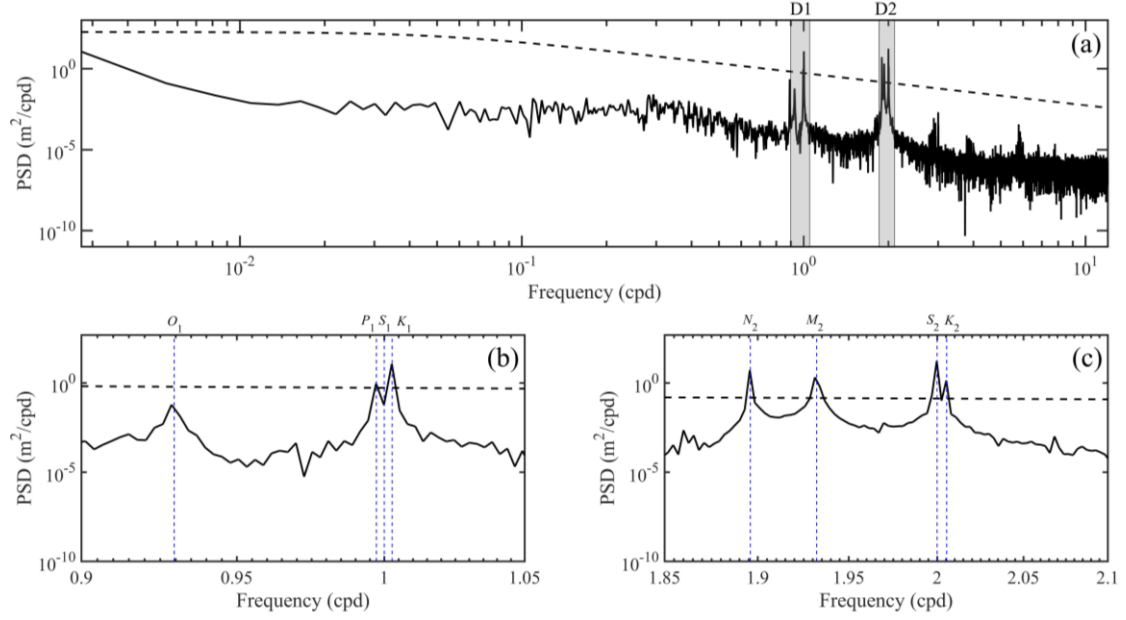 D1 D2
(a)
PSD (m²/cpd)
10⁰
10⁻⁵
10⁻¹⁰
10⁻² 10⁻¹ 10⁰ 10¹
Frequency (cpd)
O₁ P₁ S₁ K₁
(b)
PSD (m²/cpd)
10⁰
10⁻⁵
10⁻¹⁰
0.9 0.95 1 1.05
Frequency (cpd)
N₂ M₂ S₂ K₂
(c)
PSD (m²/cpd)
10⁰
10⁻⁵
10⁻¹⁰
1.85 1.9 1.95 2 2.05 2.1
Frequency (cpd)